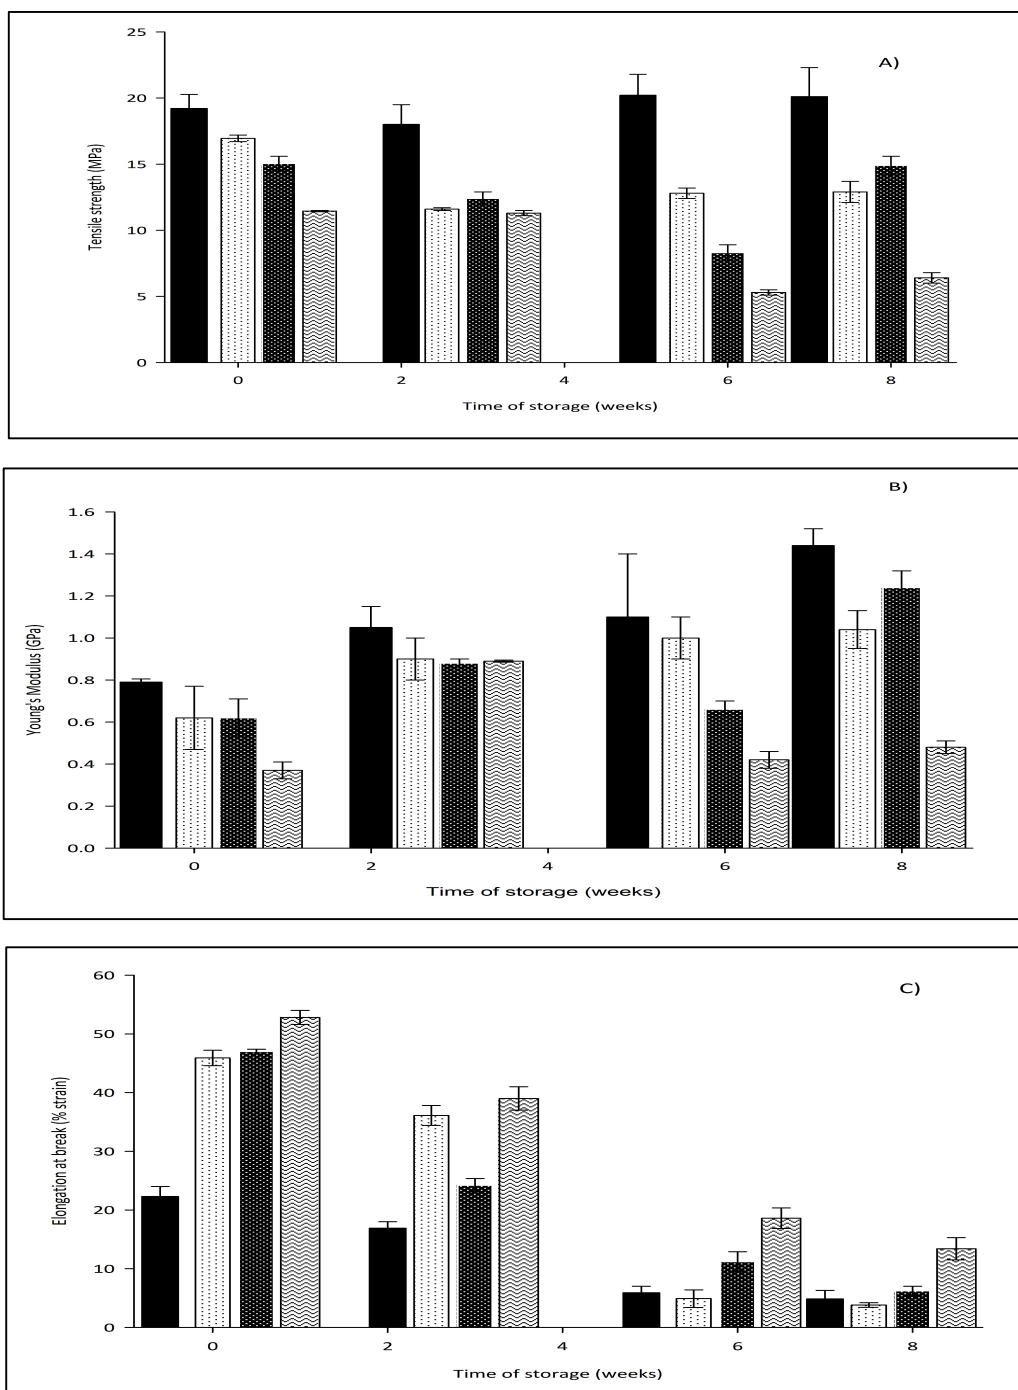 A)
25
20
15
10
5
0
Tensile strength (MPa)
0 2 4 6 8
Time of storage (weeks)
B)
1.6
1.4
1.2
1.0
0.8
0.6
0.4
0.2
0.0
Young's Modulus (GPa)
0 2 4 6 8
Time of storage (weeks)
C)
60
50
40
30
20
10
0
Elongation at break (% strain)
0 2 4 6 8
Time of storage (weeks)